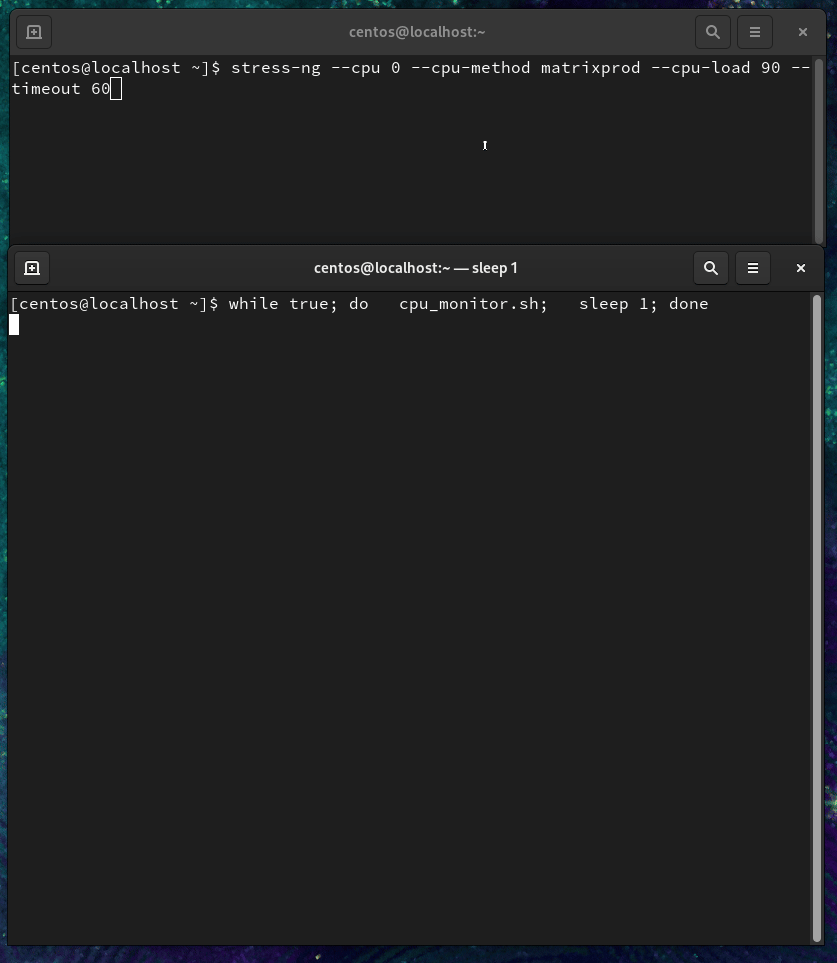 centos@localhost:~
[centos@localhost ~]$ stress-ng --cpu 0 --cpu-method matrixprod --cpu-load 90 --
timeout 60
centos@localhost:~ — sleep 1
[centos@localhost ~]$ while true; do   cpu_monitor.sh;   sleep 1; done